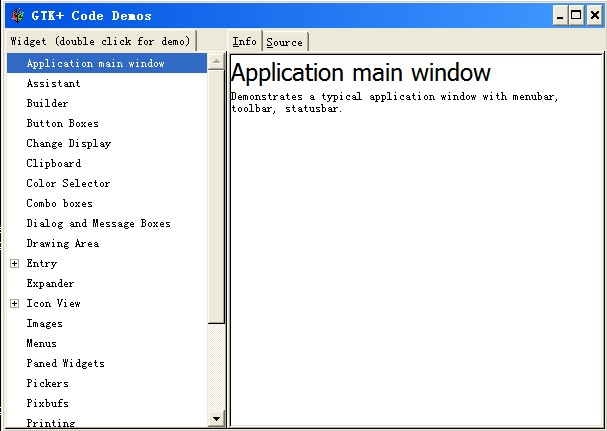 GTK+ Code Demos
Widget (double click for demo)
Application main window
Assistant
Builder
Button Boxes
Change Display
Clipboard
Color Selector
Combo boxes
Dialog and Message Boxes
Drawing Area
Entry
Expander
Icon View
Images
Menus
Paned Widgets
Pickers
Pixbufs
Printing
Info Source
Application main window
Demonstrates a typical application window with menubar,
toolbar, statusbar.